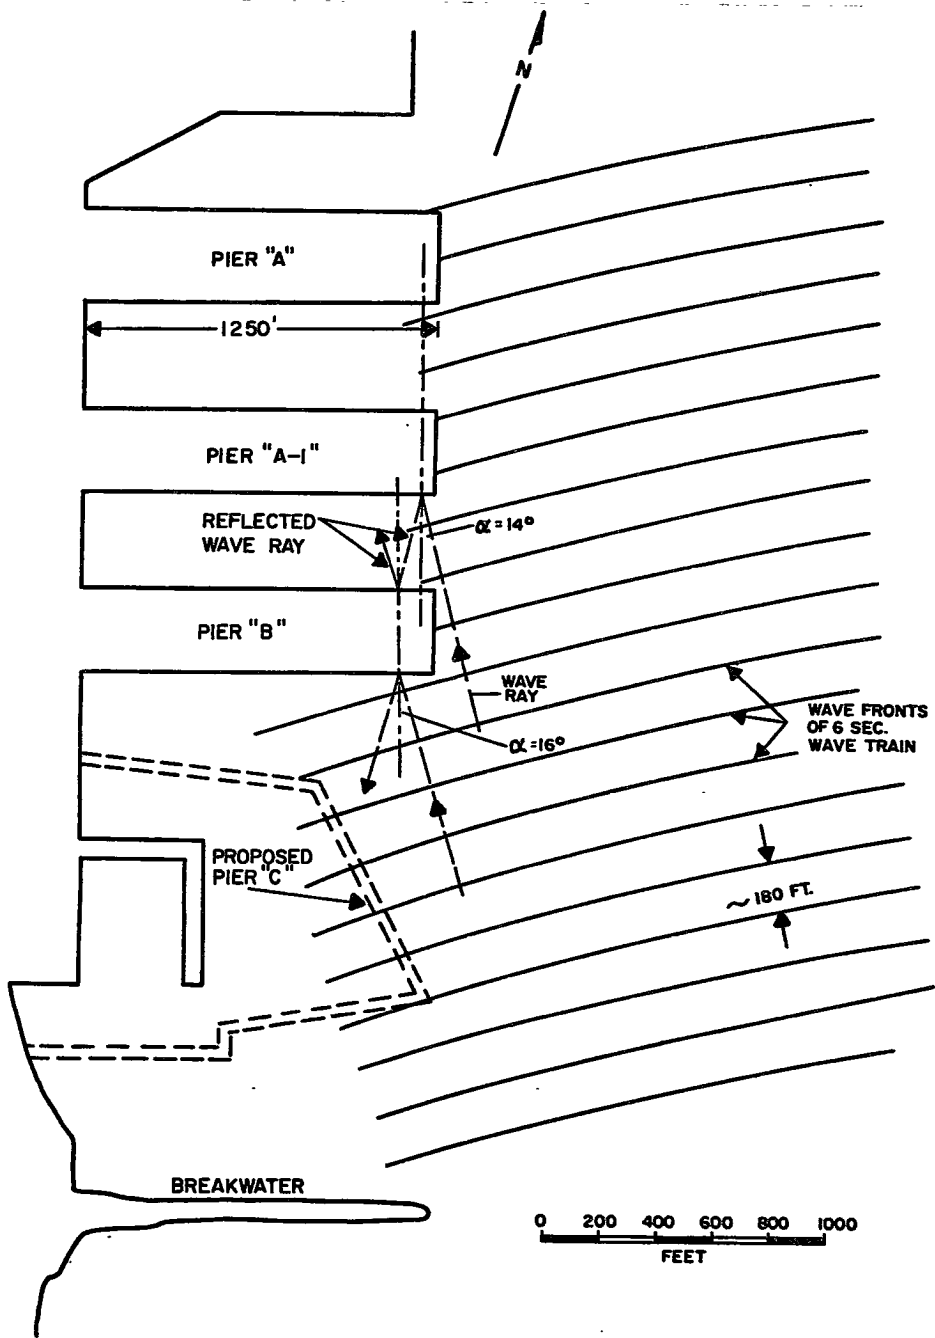 N
PIER "A"
1250'
PIER "A-1"
REFLECTED
WAVE RAY
α = 14°
PIER "B"
WAVE
RAY
WAVE FRONTS
OF 6 SEC.
WAVE TRAIN
α = 16°
PROPOSED
PIER "C"
~ 180 FT.
BREAKWATER
0 200 400 600 800 1000
FEET